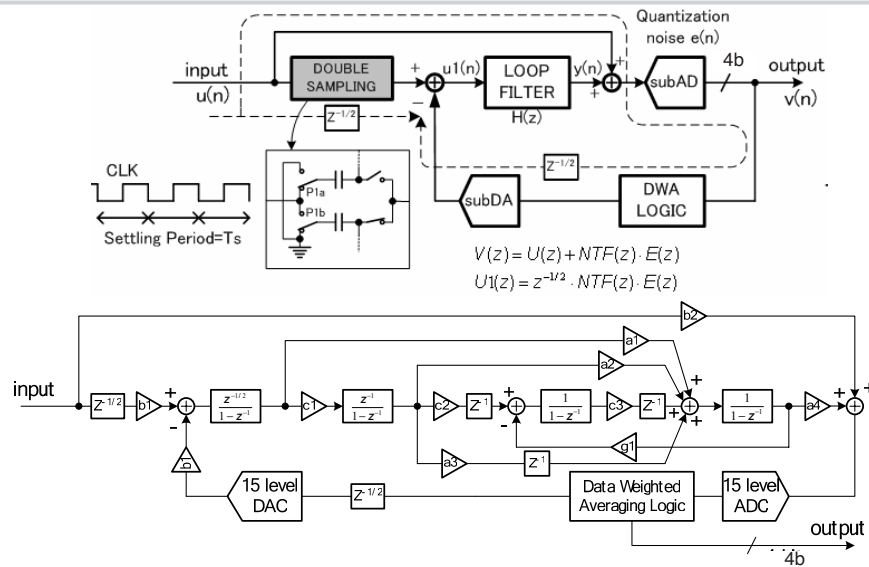 Quantization
noise e(n)
input
u(n)
DOUBLE
SAMPLING
+
−
u1(n)
LOOP
FILTER
H(z)
y(n)
+
+
subAD
4b
output
v(n)
Z-1/2
Z-1/2
CLK
Settling Period=Ts
P1a
P1b
subDA
DWA
LOGIC
V(z)=U(z)+NTF(z)·E(z)
U1(z)=z-1/2·NTF(z)·E(z)
b2
a1
a2
input
Z-1/2
b1
+
-
z-1/2
1-z-1
c1
z-1
1-z-1
c2
Z-1
+
-
1
1-z-1
c3
Z-1
+
+
+
+
1
1-z-1
a4
+
+
g1
a3
Z-1
b1
15 level
DAC
Z-1/2
Data Weighted
Averaging Logic
15 level
ADC
output
4b